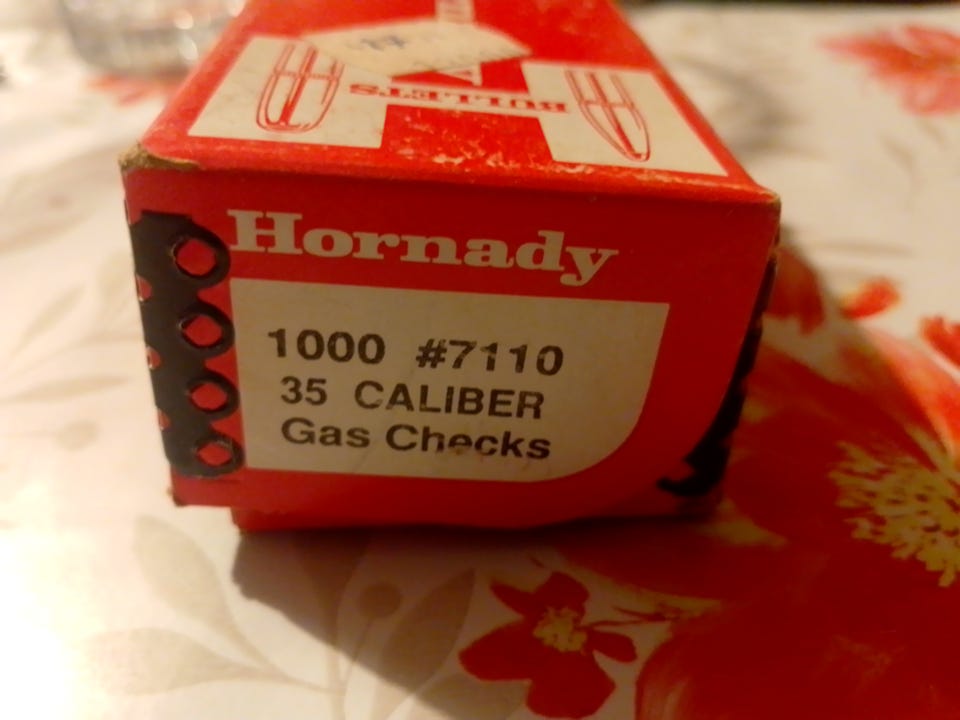 BULLETS
Hornady
1000 #7110
35 CALIBER
Gas Checks